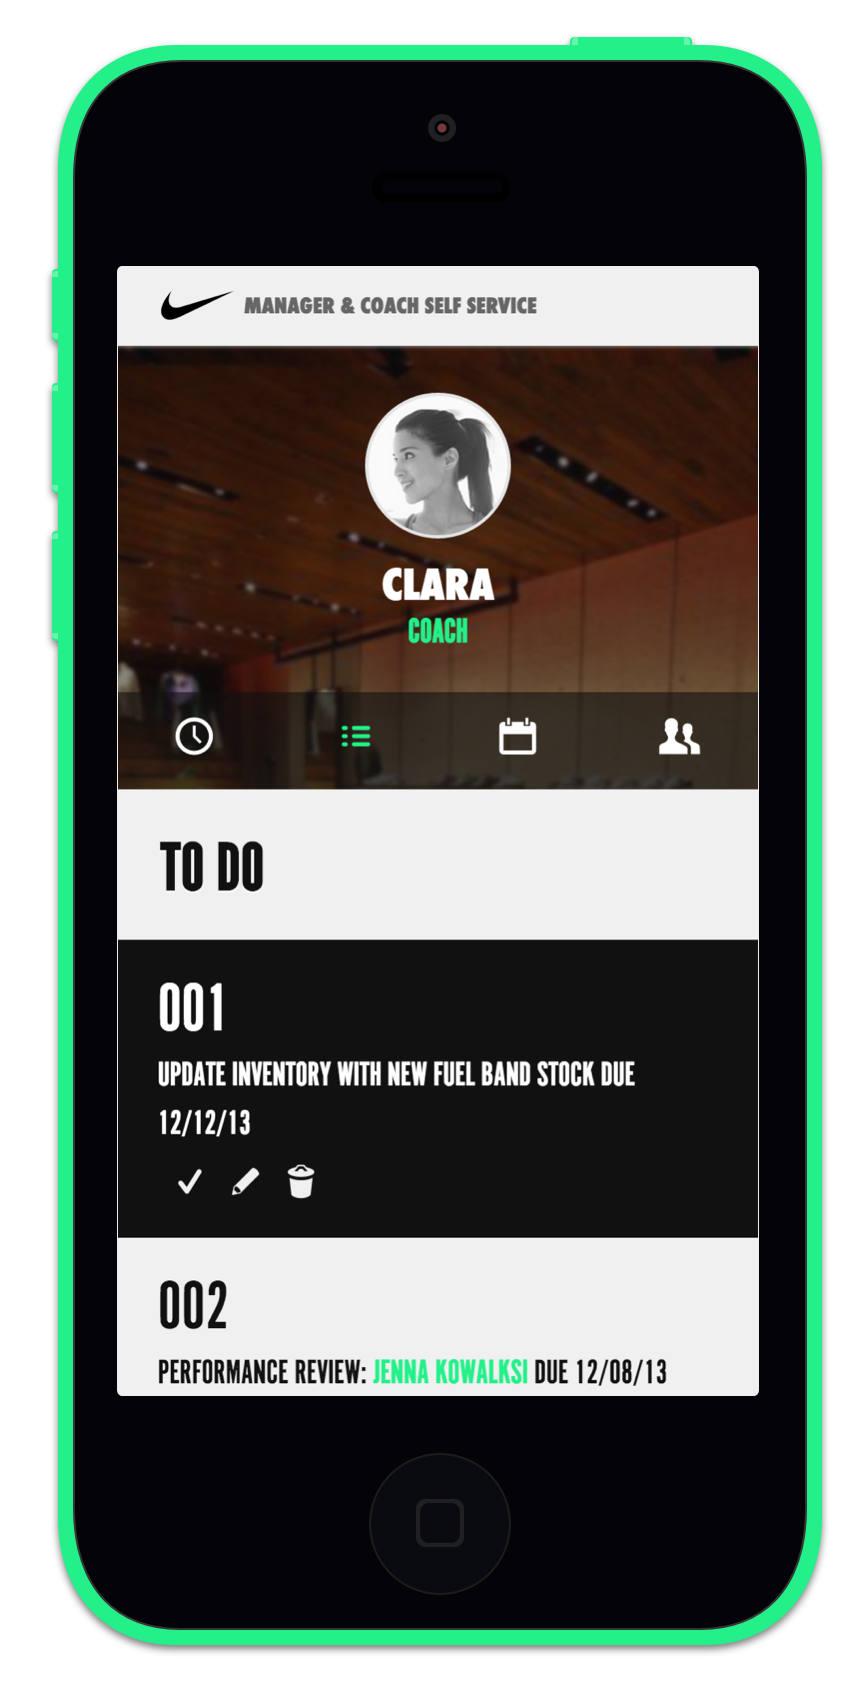 MANAGER & COACH SELF SERVICE
CLARA
COACH
TO DO
001
UPDATE INVENTORY WITH NEW FUEL BAND STOCK DUE
12/12/13
002
PERFORMANCE REVIEW: JENNA KOWALKSI DUE 12/08/13